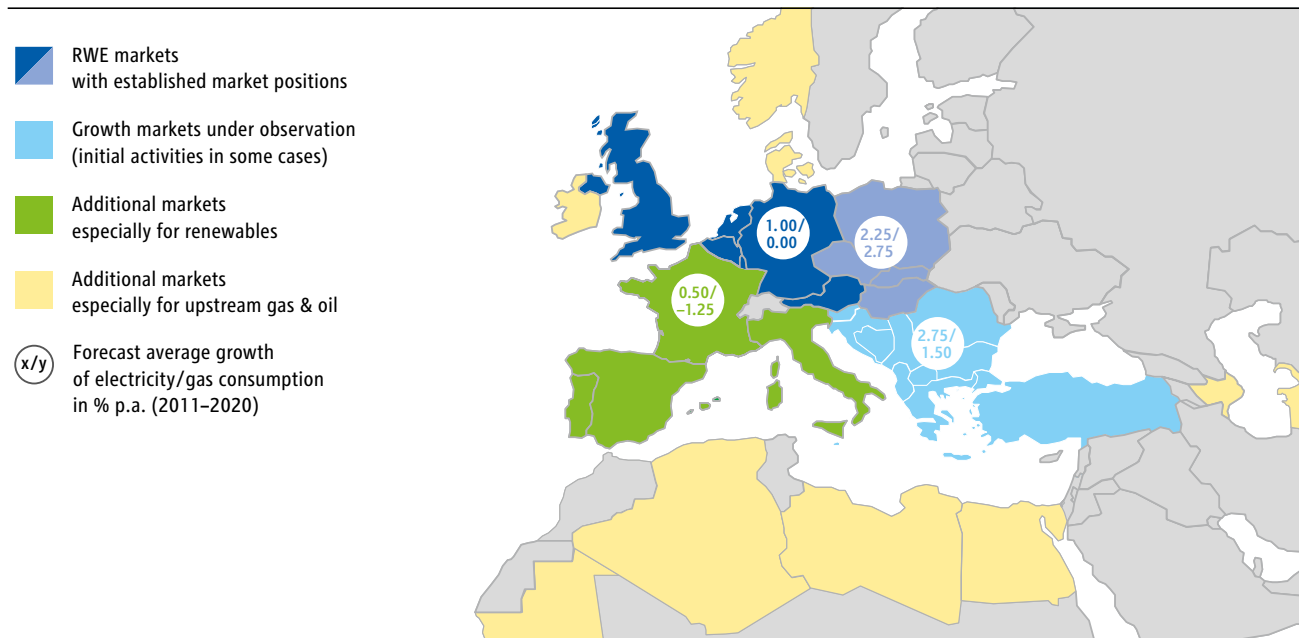 RWE markets
with established market positions
Growth markets under observation
(initial activities in some cases)
Additional markets
especially for renewables
Additional markets
especially for upstream gas & oil
x/y
Forecast average growth
of electricity/gas consumption
in % p.a. (2011–2020)
1.00/
0.00
2.25/
2.75
0.50/
–1.25
2.75/
1.50